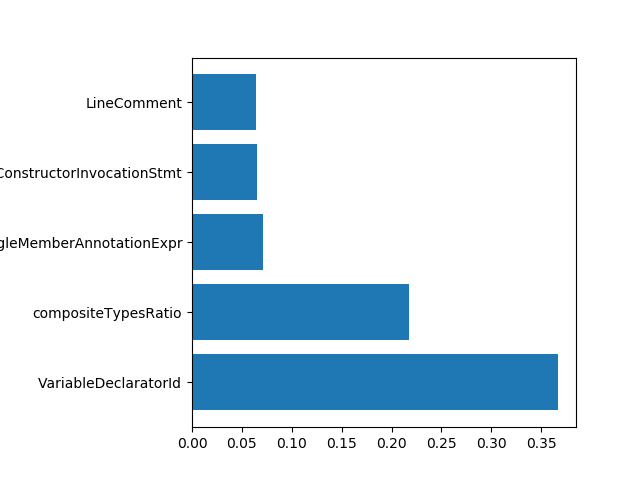 LineComment
ConstructorInvocationStmt
gleMemberAnnotationExpr
compositeTypesRatio
VariableDeclaratorId
0.00 0.05 0.10 0.15 0.20 0.25 0.30 0.35